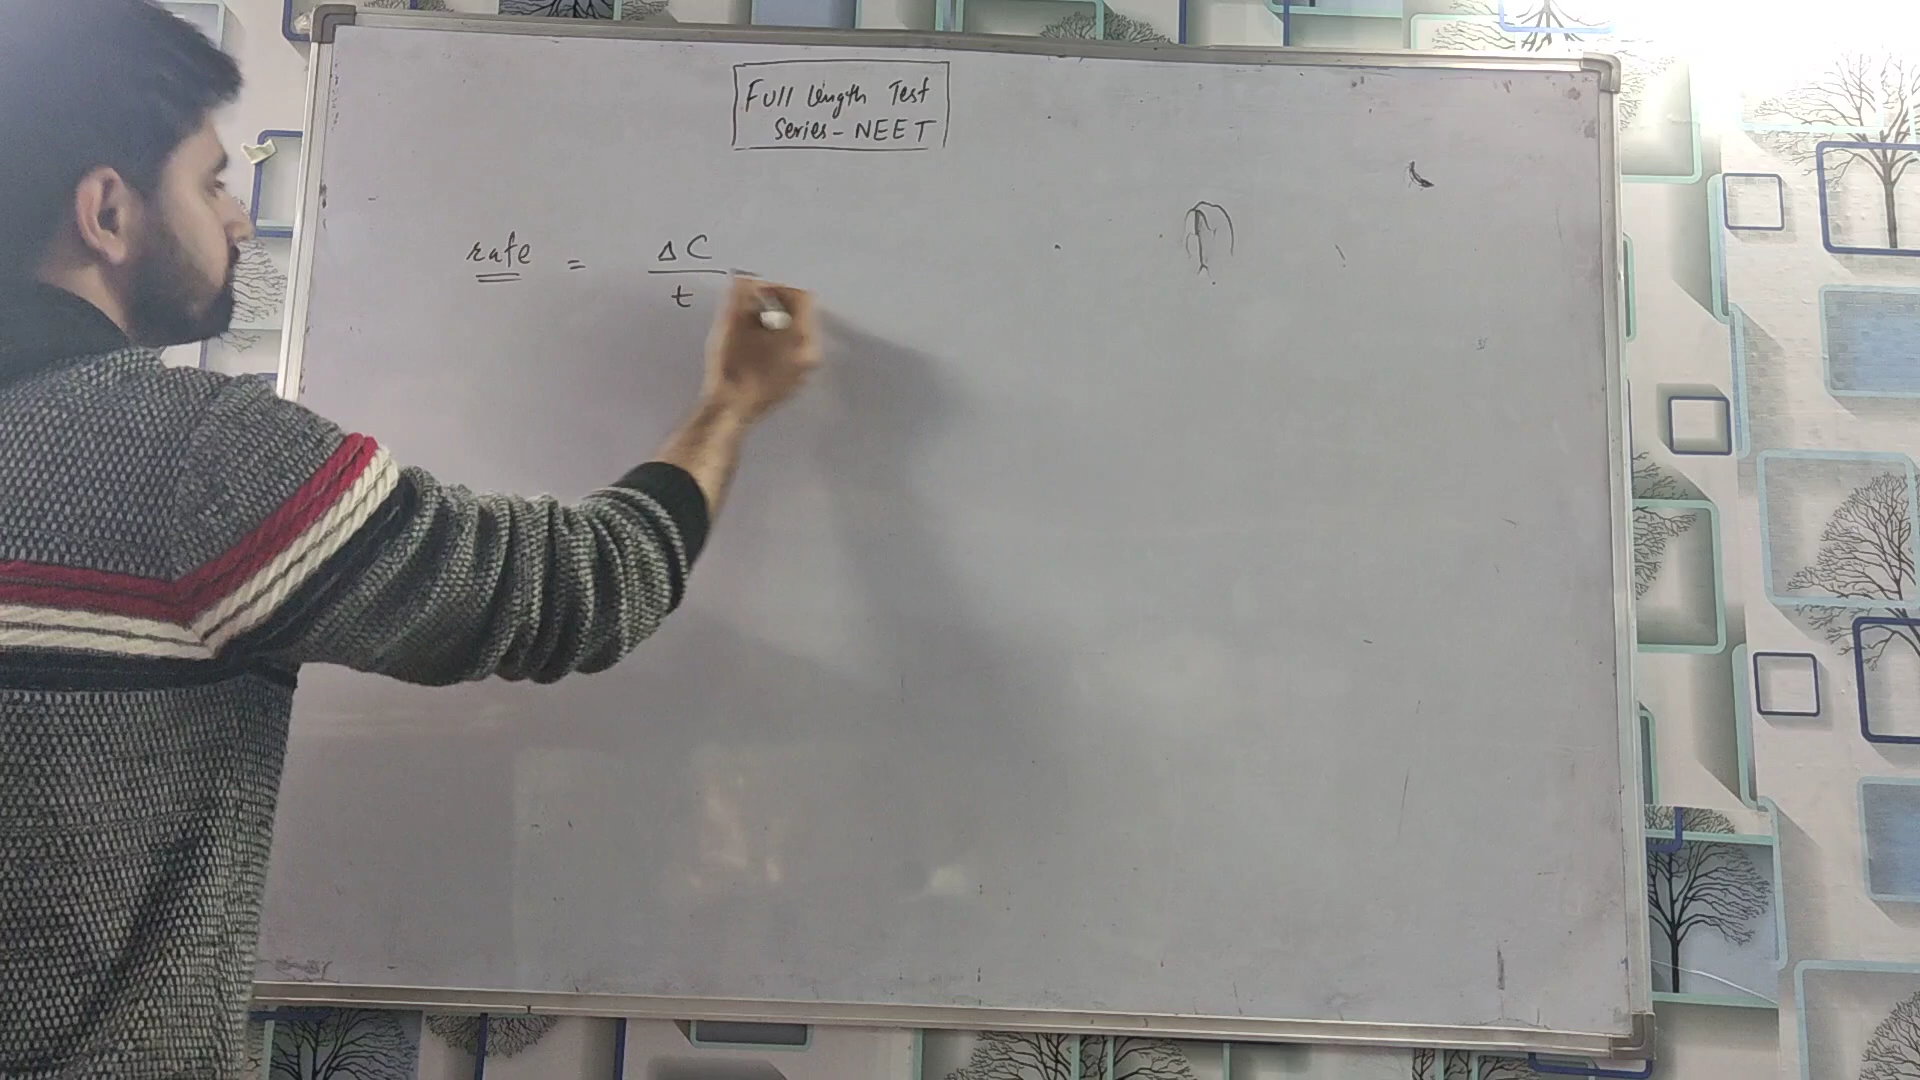 Full Length Test
Series - NEET
rate = ΔC / t